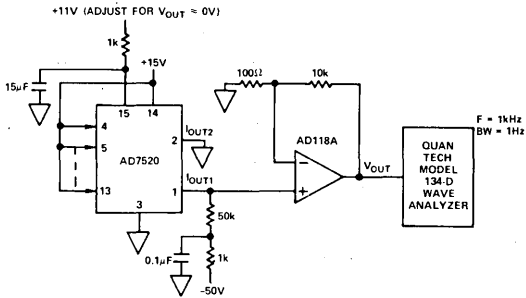 +11V (ADJUST FOR VOUT ≈ 0V)
1k
+15V
15μF
100Ω
10k
15
14
4
5
13
AD7520
2
IOUT2
1
IOUT1
3
AD118A
−
+
VOUT
F = 1kHz
BW = 1Hz
QUAN
TECH
MODEL
134-D
WAVE
ANALYZER
50k
0.1μF
1k
-50V